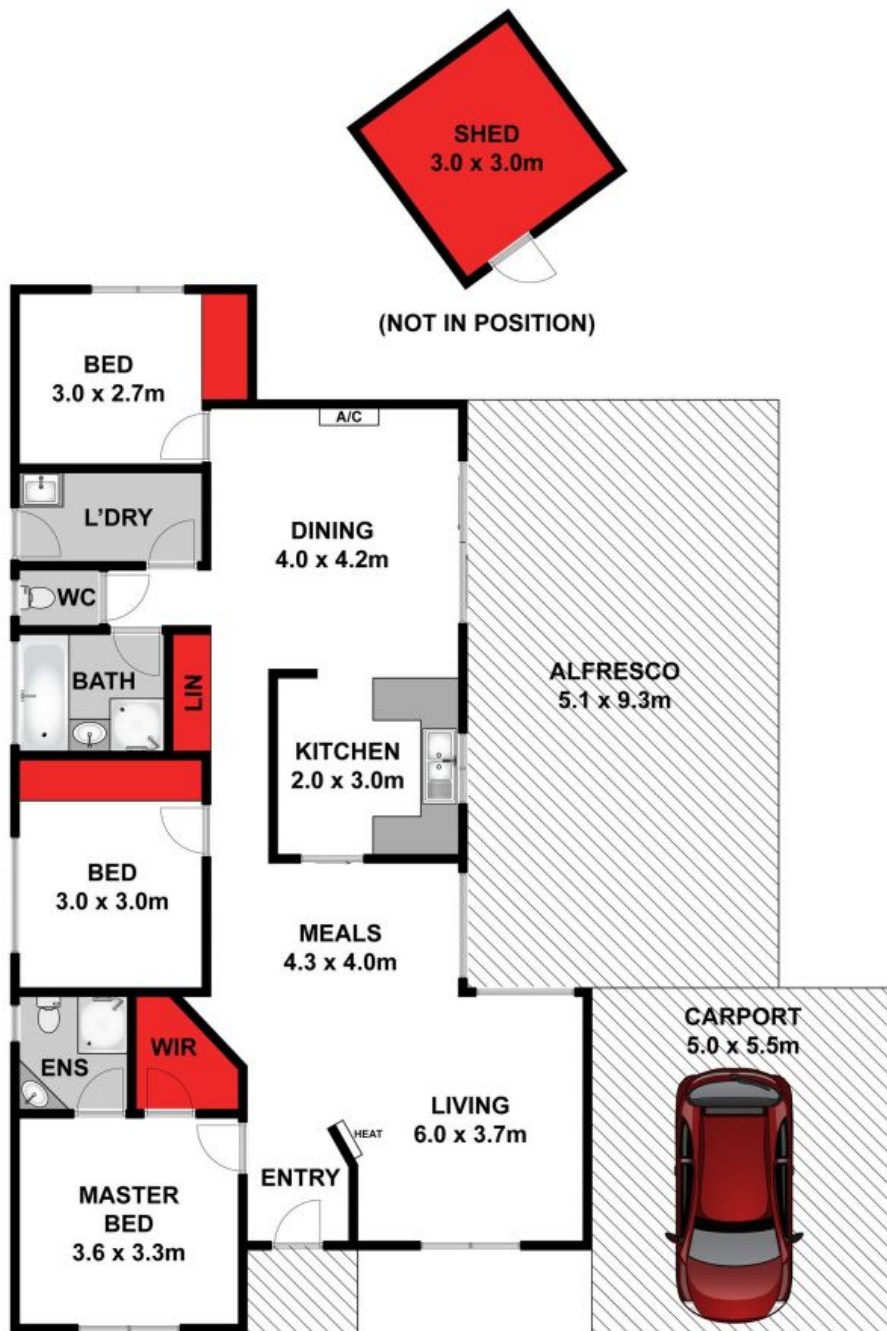 SHED
3.0 x 3.0m
(NOT IN POSITION)
BED
3.0 x 2.7m
A/C
L'DRY
DINING
4.0 x 4.2m
WC
BATH
LIN
ALFRESCO
5.1 x 9.3m
KITCHEN
2.0 x 3.0m
BED
3.0 x 3.0m
MEALS
4.3 x 4.0m
ENS
WIR
CARPORT
5.0 x 5.5m
LIVING
6.0 x 3.7m
HEAT
ENTRY
MASTER
BED
3.6 x 3.3m